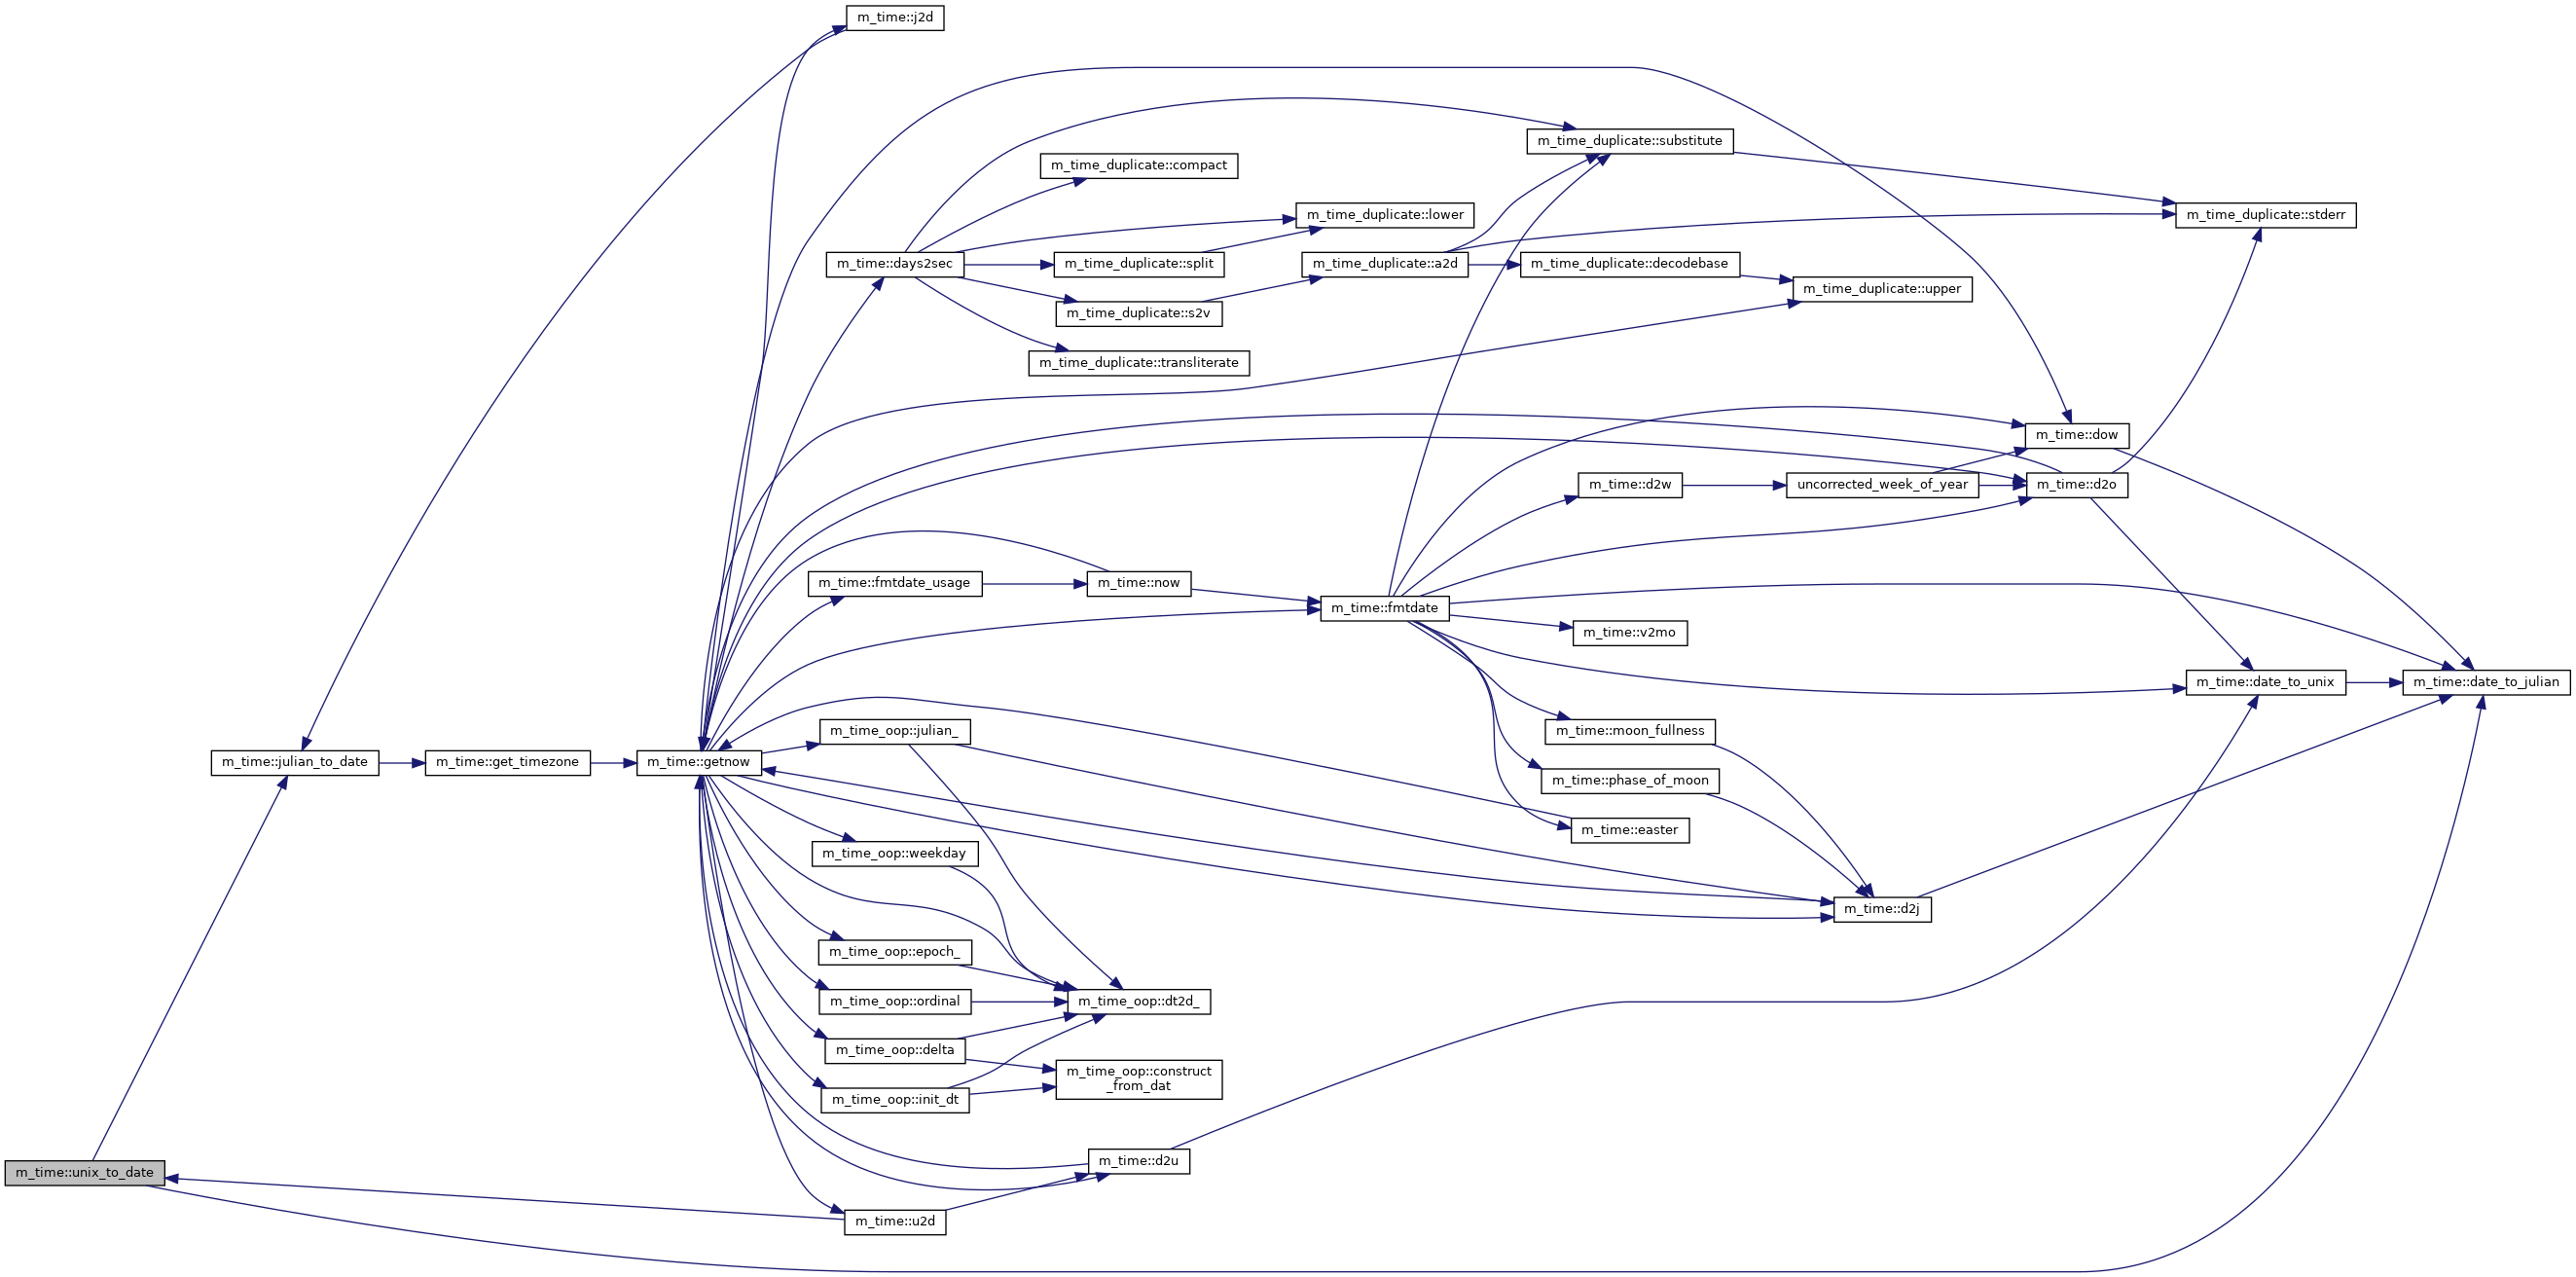 m_time::j2d
m_time_duplicate::substitute
m_time_duplicate::compact
m_time_duplicate::lower
m_time_duplicate::stderr
m_time::days2sec
m_time_duplicate::split
m_time_duplicate::a2d
m_time_duplicate::decodebase
m_time_duplicate::upper
m_time_duplicate::s2v
m_time_duplicate::transliterate
m_time::dow
m_time::d2w
uncorrected_week_of_year
m_time::d2o
m_time::fmtdate_usage
m_time::now
m_time::fmtdate
m_time::v2mo
m_time::date_to_unix
m_time::date_to_julian
m_time_oop::julian_
m_time::moon_fullness
m_time::julian_to_date
m_time::get_timezone
m_time::getnow
m_time::phase_of_moon
m_time::easter
m_time_oop::weekday
m_time::d2j
m_time_oop::epoch_
m_time_oop::ordinal
m_time_oop::dt2d_
m_time_oop::delta
m_time_oop::construct
_from_dat
m_time_oop::init_dt
m_time::d2u
m_time::unix_to_date
m_time::u2d